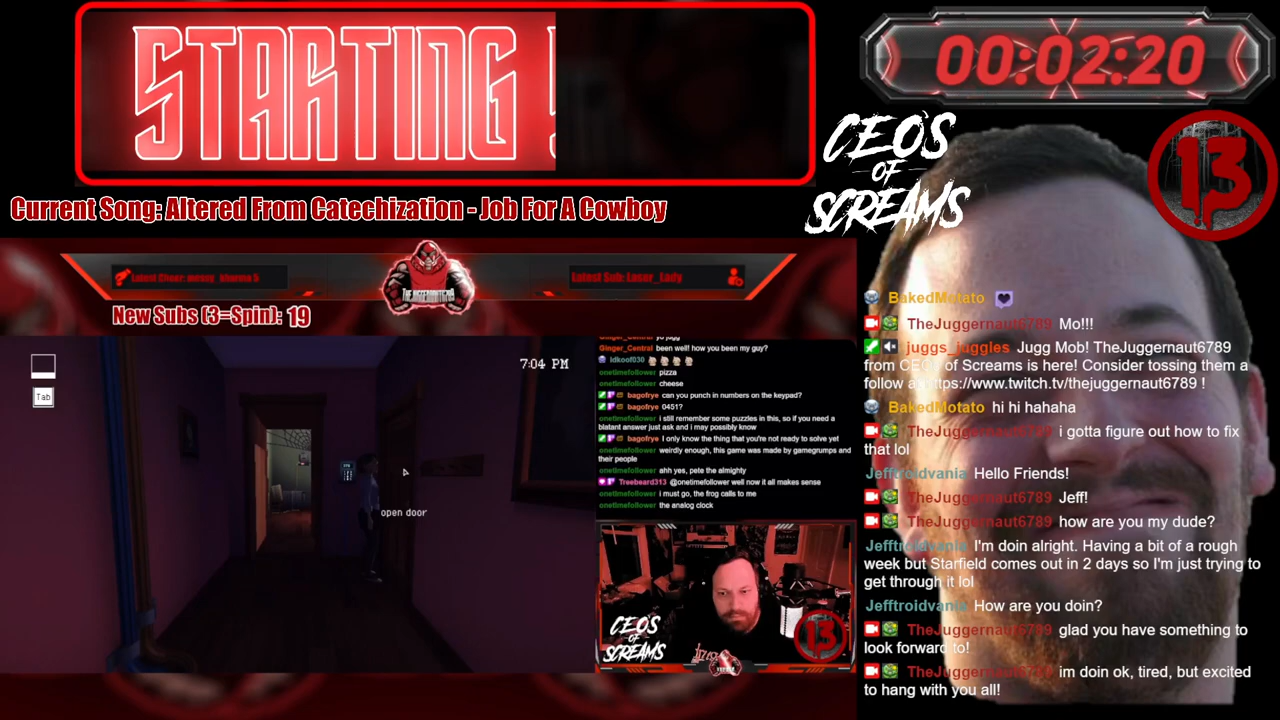 STARTING
00:02:20
CEO'S
OF
SCREAMS
13
Current Song: Altered From Catechization - Job For A Cowboy
Latest Sub: Laser_Lady
New Subs (3=Spin): 19
7:04 PM
Tab
open door
Ginger_Central been well! how you been my guy?
idkoof030
onetimefollower pizza
onetimefollower cheese
bagofrye can you punch in numbers on the keypad?
bagofrye 0451?
onetimefollower i still remember some puzzles in this, so if you need a
blatant answer just ask and i may possibly know
bagofrye I only know the thing that you're not ready to solve yet
onetimefollower weirdly enough, this game was made by gamegrumps and
their people
onetimefollower ahh yes, pete the almighty
Treebeard313 @onetimefollower well now it all makes sense
onetimefollower i must go, the frog calls to me
onetimefollower the analog clock
CEO'S
OF
SCREAMS
13
BakedMotato
TheJuggernaut6789 Mo!!!
juggs_juggles Jugg Mob! TheJuggernaut6789
from CEO's of Screams is here! Consider tossing them a
follow at https://www.twitch.tv/thejuggernaut6789 !
BakedMotato hi hi hahaha
TheJuggernaut6789 i gotta figure out how to fix
that lol
Jefftroidvania Hello Friends!
TheJuggernaut6789 Jeff!
TheJuggernaut6789 how are you my dude?
Jefftroidvania I'm doin alright. Having a bit of a rough
week but Starfield comes out in 2 days so I'm just trying to
get through it lol
Jefftroidvania How are you doin?
TheJuggernaut6789 glad you have something to
look forward to!
TheJuggernaut6789 im doin ok, tired, but excited
to hang with you all!